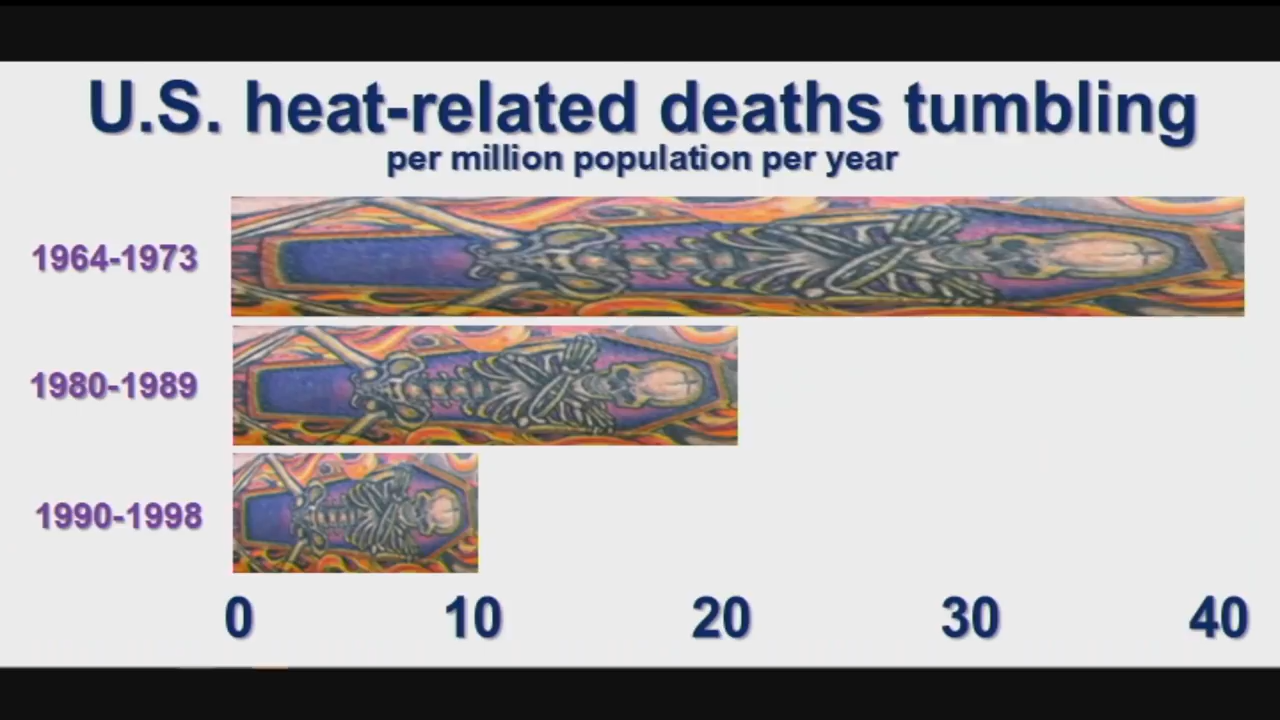 U.S. heat-related deaths tumbling
per million population per year
1964-1973
1980-1989
1990-1998
0 10 20 30 40